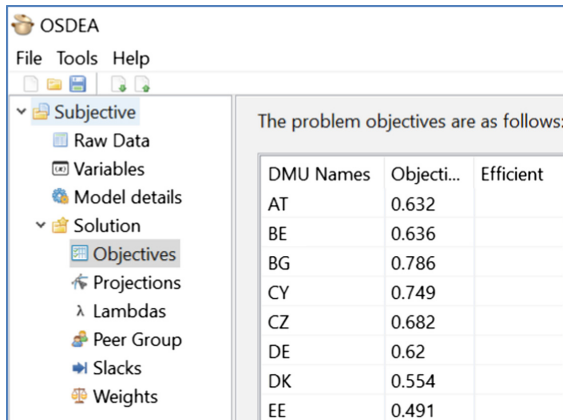 OSDEA
File Tools Help
Subjective
Raw Data
Variables
Model details
Solution
Objectives
Projections
λ Lambdas
Peer Group
Slacks
Weights
The problem objectives are as follows:
DMU Names Objecti... Efficient
AT 0.632
BE 0.636
BG 0.786
CY 0.749
CZ 0.682
DE 0.62
DK 0.554
EE 0.491